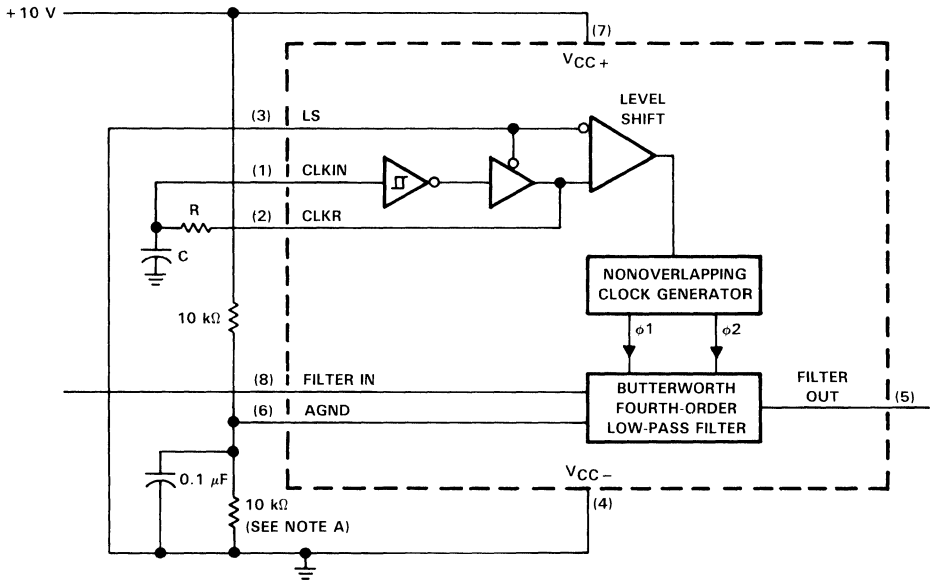 +10 V
(7)
VCC+
LEVEL
SHIFT
(3) LS
(1) CLKIN
R
(2) CLKR
C
NONOVERLAPPING
CLOCK GENERATOR
10 kΩ
ϕ1
ϕ2
(8) FILTER IN
BUTTERWORTH
FOURTH-ORDER
LOW-PASS FILTER
FILTER
OUT
(5)
(6) AGND
0.1 μF
10 kΩ
(SEE NOTE A)
VCC−
(4)